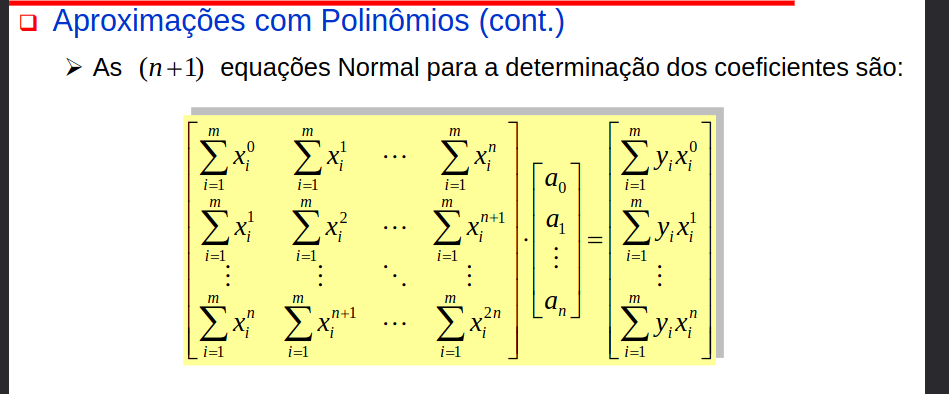 ❑ Aproximações com Polinômios (cont.)
➢ As (n+1) equações Normal para a determinação dos coeficientes são:
\begin{bmatrix} \sum_{i=1}^{m} x_i^0 & \sum_{i=1}^{m} x_i^1 & \cdots & \sum_{i=1}^{m} x_i^n \\ \sum_{i=1}^{m} x_i^1 & \sum_{i=1}^{m} x_i^2 & \cdots & \sum_{i=1}^{m} x_i^{n+1} \\ \vdots & \vdots & \ddots & \vdots \\ \sum_{i=1}^{m} x_i^n & \sum_{i=1}^{m} x_i^{n+1} & \cdots & \sum_{i=1}^{m} x_i^{2n} \end{bmatrix} \cdot \begin{bmatrix} a_0 \\ a_1 \\ \vdots \\ a_n \end{bmatrix} = \begin{bmatrix} \sum_{i=1}^{m} y_i x_i^0 \\ \sum_{i=1}^{m} y_i x_i^1 \\ \vdots \\ \sum_{i=1}^{m} y_i x_i^n \end{bmatrix}